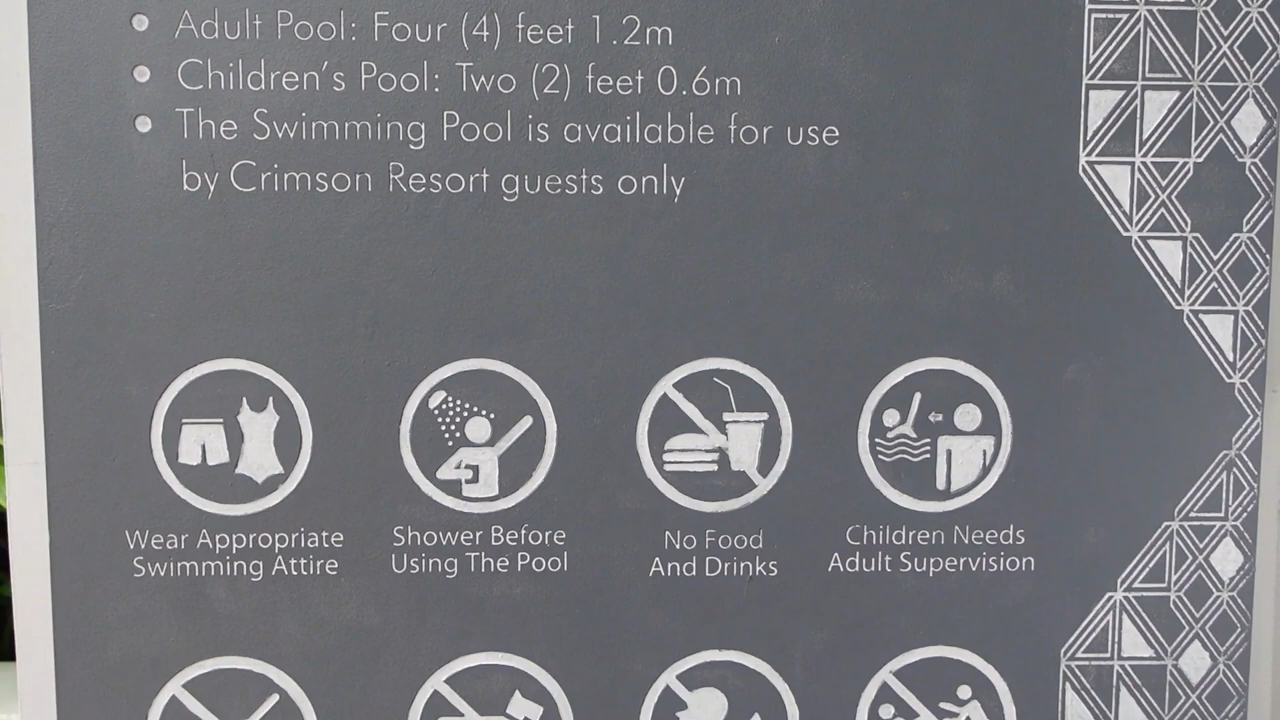 • Adult Pool: Four (4) feet 1.2m
• Children's Pool: Two (2) feet 0.6m
• The Swimming Pool is available for use
by Crimson Resort guests only
Wear Appropriate
Swimming Attire
Shower Before
Using The Pool
No Food
And Drinks
Children Needs
Adult Supervision